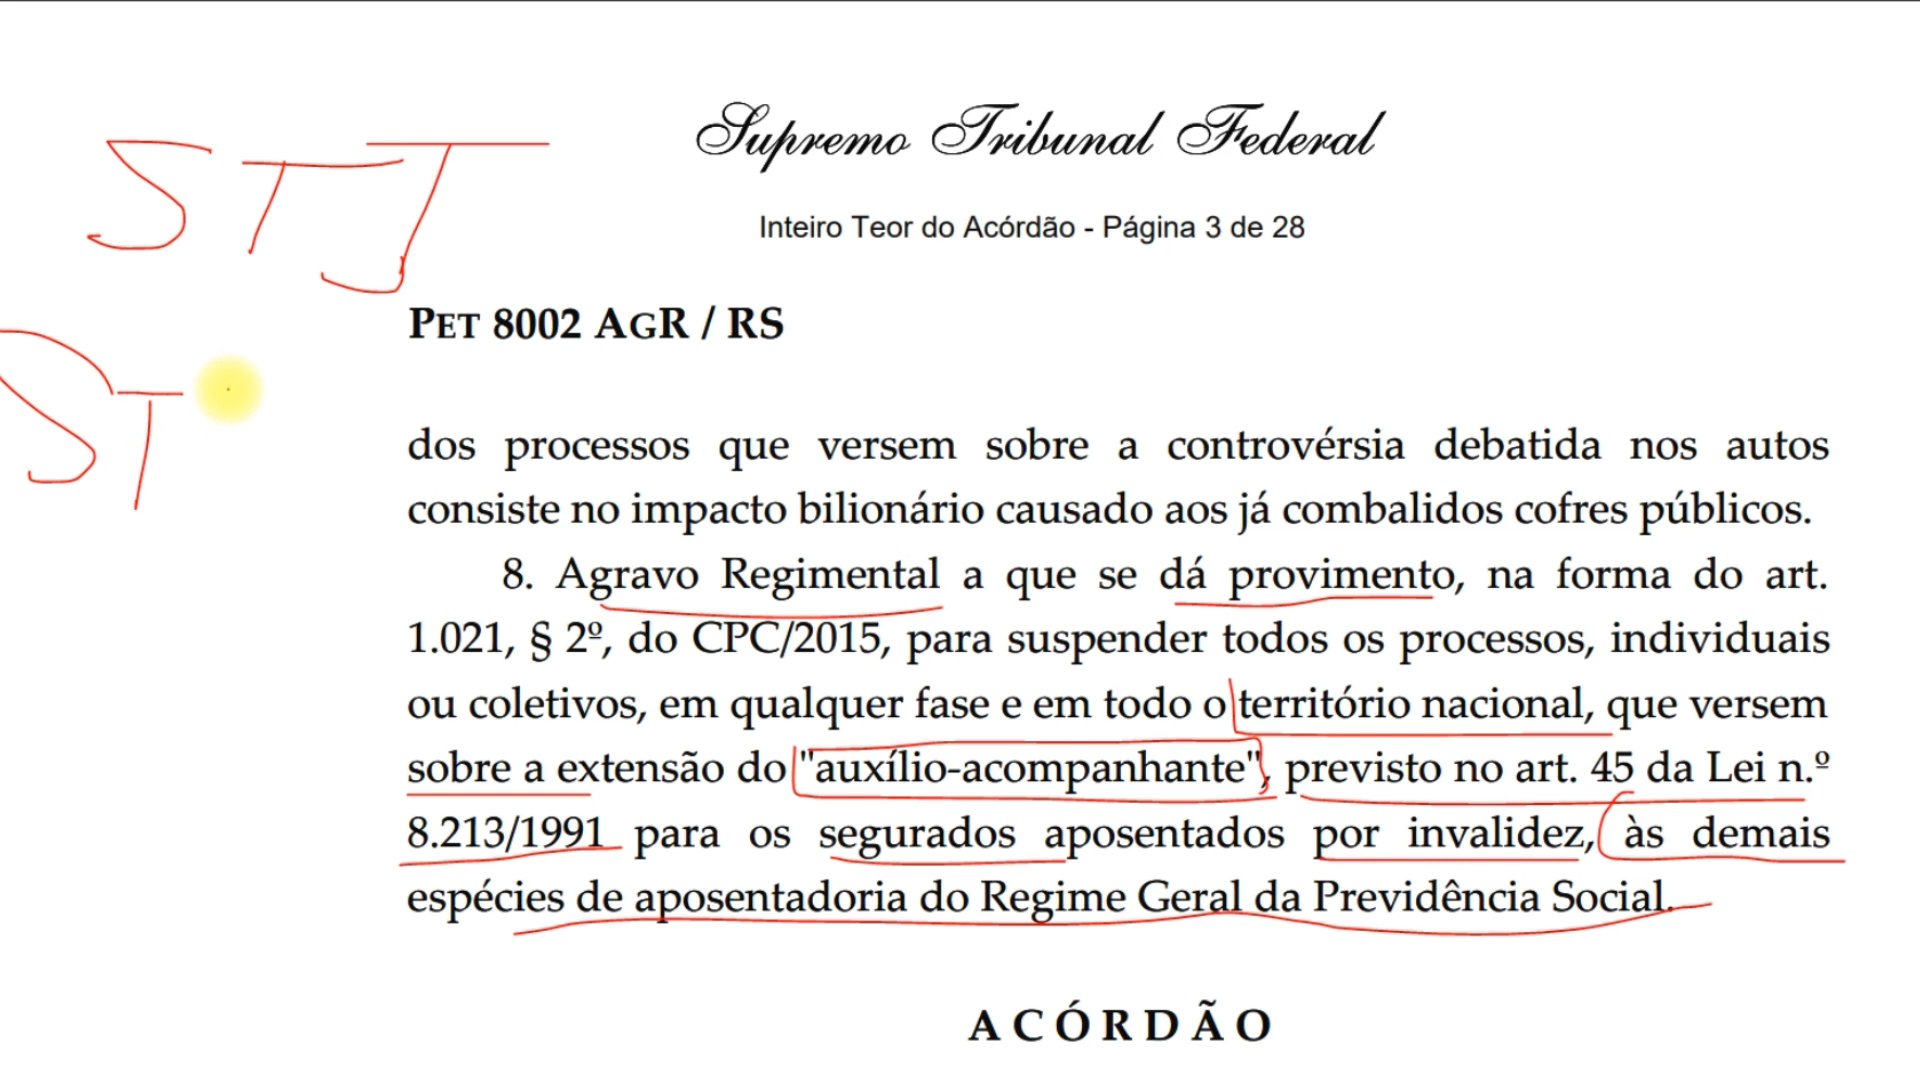 STJ
Supremo Tribunal Federal
Inteiro Teor do Acórdão - Página 3 de 28
PET 8002 AGR / RS
ST
dos processos que versem sobre a controvérsia debatida nos autos
consiste no impacto bilionário causado aos já combalidos cofres públicos.
8. Agravo Regimental a que se dá provimento, na forma do art.
1.021, § 2º, do CPC/2015, para suspender todos os processos, individuais
ou coletivos, em qualquer fase e em todo o território nacional, que versem
sobre a extensão do "auxílio-acompanhante", previsto no art. 45 da Lei n.º
8.213/1991 para os segurados aposentados por invalidez, às demais
espécies de aposentadoria do Regime Geral da Previdência Social.
ACÓRDÃO